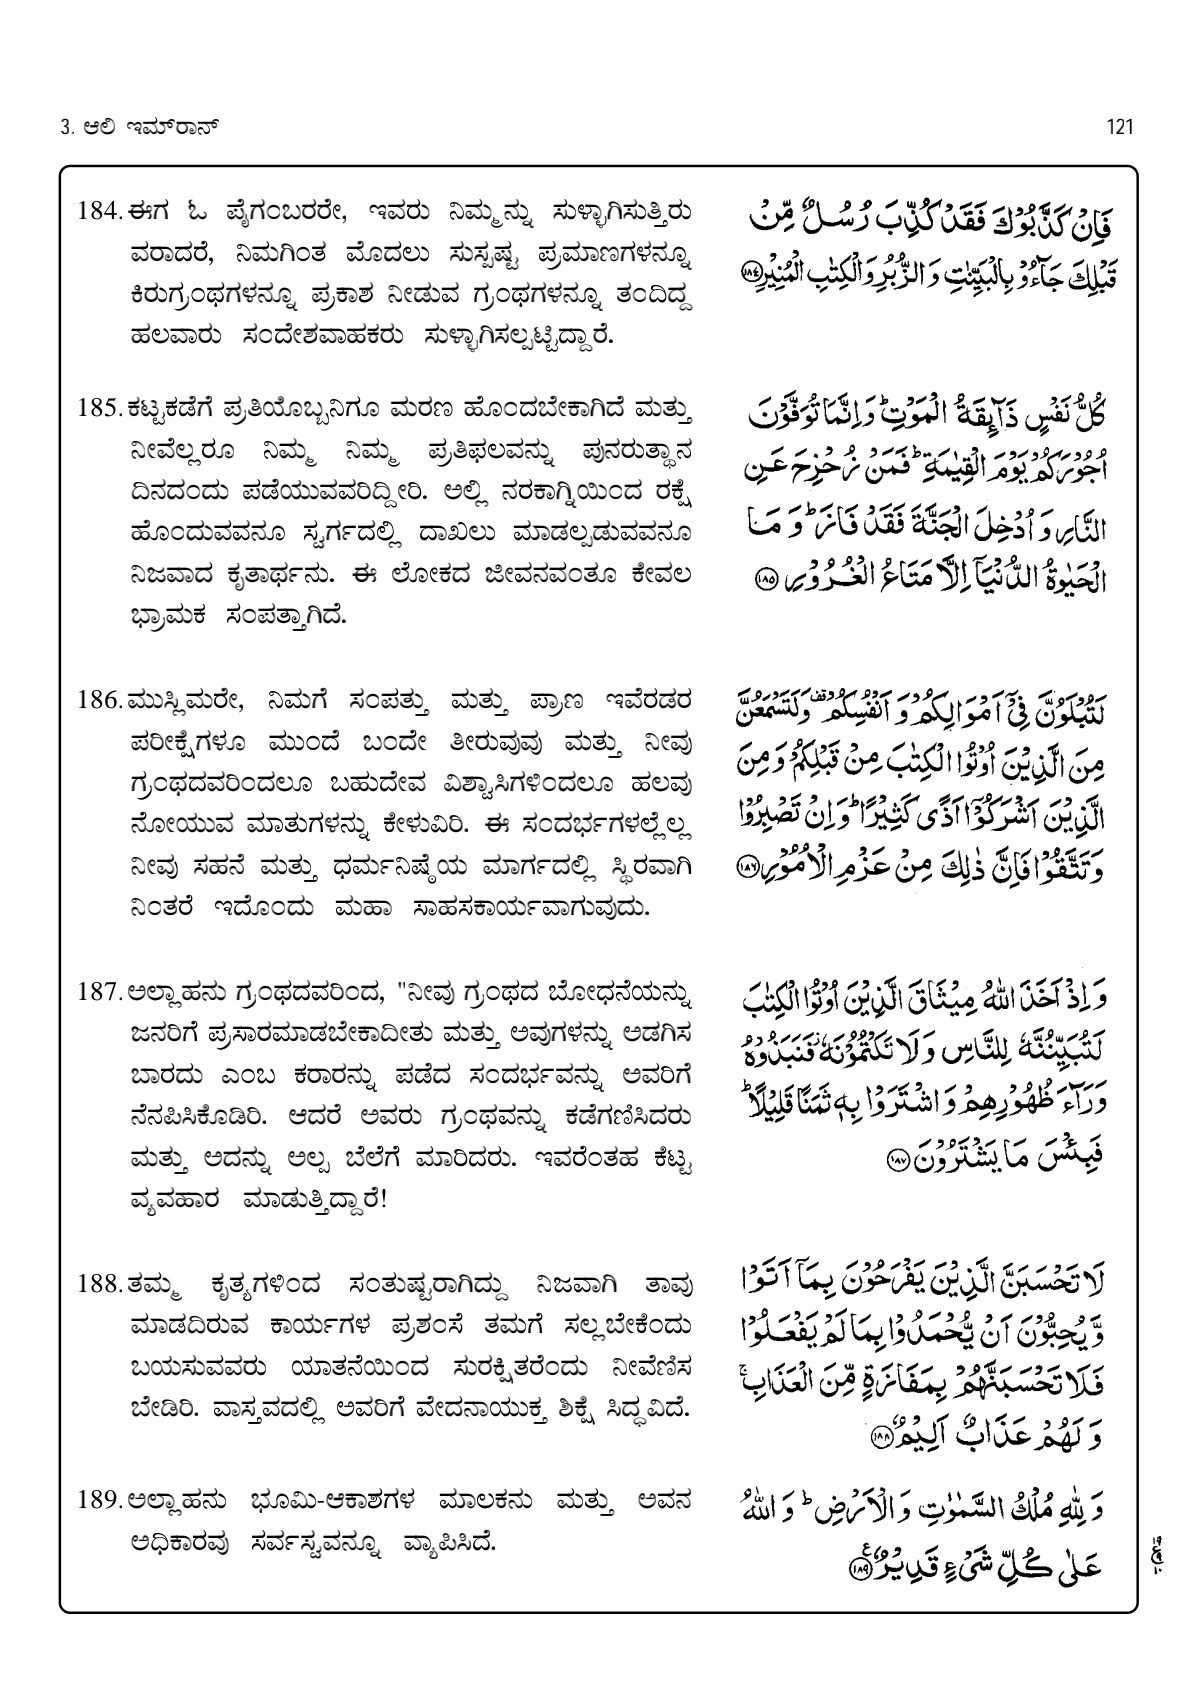 3. ಆಲಿ ಇಮ್‌ರಾನ್
121
184. ಈಗ ಓ ಪೈಗಂಬರರೇ, ಇವರು ನಿಮ್ಮನ್ನು ಸುಳ್ಳಾಗಿಸುತ್ತಿರು
ವರಾದರೆ, ನಿಮಗಿಂತ ಮೊದಲು ಸುಸ್ಪಷ್ಟ ಪ್ರಮಾಣಗಳನ್ನೂ
ಕಿರುಗ್ರಂಥಗಳನ್ನೂ ಪ್ರಕಾಶ ನೀಡುವ ಗ್ರಂಥಗಳನ್ನೂ ತಂದಿದ್ದ
ಹಲವಾರು ಸಂದೇಶವಾಹಕರು ಸುಳ್ಳಾಗಿಸಲ್ಪಟ್ಟಿದ್ದಾರೆ.
فَاِنْ كَذَّبُوْكَ فَقَدْ كُذِّبَ رُسُلٌ مِّنْ
قَبْلِكَ جَآءُوْ بِالْبَيِّنٰتِ وَالزُّبُرِ وَالْكِتٰبِ الْمُنِيْرِ ۝۱۸۴
185. ಕಟ್ಟಕಡೆಗೆ ಪ್ರತಿಯೊಬ್ಬನಿಗೂ ಮರಣ ಹೊಂದಬೇಕಾಗಿದೆ ಮತ್ತು
ನೀವೆಲ್ಲರೂ ನಿಮ್ಮ ನಿಮ್ಮ ಪ್ರತಿಫಲವನ್ನು ಪುನರುತ್ಥಾನ
ದಿನದಂದು ಪಡೆಯುವವರಿದ್ದೀರಿ. ಅಲ್ಲಿ ನರಕಾಗ್ನಿಯಿಂದ ರಕ್ಷೆ
ಹೊಂದುವವನೂ ಸ್ವರ್ಗದಲ್ಲಿ ದಾಖಲು ಮಾಡಲ್ಪಡುವವನೂ
ನಿಜವಾದ ಕೃತಾರ್ಥನು. ಈ ಲೋಕದ ಜೀವನವಂತೂ ಕೇವಲ
ಭ್ರಾಮಕ ಸಂಪತ್ತಾಗಿದೆ.
كُلُّ نَفْسٍ ذَآىِٕقَةُ الْمَوْتِ ؕ وَاِنَّمَا تُوَفَّوْنَ
اُجُوْرَكُمْ يَوْمَ الْقِيٰمَةِ ؕ فَمَنْ زُحْزِحَ عَنِ
النَّارِ وَاُدْخِلَ الْجَنَّةَ فَقَدْ فَازَ ؕ وَمَا
الْحَيٰوةُ الدُّنْيَاۤ اِلَّا مَتَاعُ الْغُرُوْرِ ۝۱۸۵
186. ಮುಸ್ಲಿಮರೇ, ನಿಮಗೆ ಸಂಪತ್ತು ಮತ್ತು ಪ್ರಾಣ ಇವೆರಡರ
ಪರೀಕ್ಷೆಗಳೂ ಮುಂದೆ ಬಂದೇ ತೀರುವುವು ಮತ್ತು ನೀವು
ಗ್ರಂಥದವರಿಂದಲೂ ಬಹುದೇವ ವಿಶ್ವಾಸಿಗಳಿಂದಲೂ ಹಲವು
ನೋಯುವ ಮಾತುಗಳನ್ನು ಕೇಳುವಿರಿ. ಈ ಸಂದರ್ಭಗಳಲ್ಲೆಲ್ಲ
ನೀವು ಸಹನೆ ಮತ್ತು ಧರ್ಮನಿಷ್ಠೆಯ ಮಾರ್ಗದಲ್ಲಿ ಸ್ಥಿರವಾಗಿ
ನಿಂತರೆ ಇದೊಂದು ಮಹಾ ಸಾಹಸಕಾರ್ಯವಾಗುವುದು.
لَتُبْلَوُنَّ فِيْۤ اَمْوَالِكُمْ وَاَنْفُسِكُمْ ۟ وَلَتَسْمَعُنَّ
مِنَ الَّذِيْنَ اُوْتُوا الْكِتٰبَ مِنْ قَبْلِكُمْ وَمِنَ
الَّذِيْنَ اَشْرَكُوْۤا اَذًى كَثِيْرًا ؕ وَاِنْ تَصْبِرُوْا
وَتَتَّقُوْا فَاِنَّ ذٰلِكَ مِنْ عَزْمِ الْاُمُوْرِ ۝۱۸۶
187. ಅಲ್ಲಾಹನು ಗ್ರಂಥದವರಿಂದ, "ನೀವು ಗ್ರಂಥದ ಬೋಧನೆಯನ್ನು
ಜನರಿಗೆ ಪ್ರಸಾರಮಾಡಬೇಕಾದೀತು ಮತ್ತು ಅವುಗಳನ್ನು ಅಡಗಿಸ
ಬಾರದು ಎಂಬ ಕರಾರನ್ನು ಪಡೆದ ಸಂದರ್ಭವನ್ನು ಅವರಿಗೆ
ನೆನಪಿಸಿಕೊಡಿರಿ. ಆದರೆ ಅವರು ಗ್ರಂಥವನ್ನು ಕಡೆಗಣಿಸಿದರು
ಮತ್ತು ಅದನ್ನು ಅಲ್ಪ ಬೆಲೆಗೆ ಮಾರಿದರು. ಇವರೆಂತಹ ಕೆಟ್ಟ
ವ್ಯವಹಾರ ಮಾಡುತ್ತಿದ್ದಾರೆ!
وَاِذْ اَخَذَ اللّٰهُ مِيْثَاقَ الَّذِيْنَ اُوْتُوا الْكِتٰبَ
لَتُبَيِّنُنَّهٗ لِلنَّاسِ وَلَا تَكْتُمُوْنَهٗ ؗ فَنَبَذُوْهُ
وَرَآءَ ظُهُوْرِهِمْ وَاشْتَرَوْا بِهٖ ثَمَنًا قَلِيْلًا ؕ
فَبِئْسَ مَا يَشْتَرُوْنَ ۝۱۸۷
188. ತಮ್ಮ ಕೃತ್ಯಗಳಿಂದ ಸಂತುಷ್ಟರಾಗಿದ್ದು ನಿಜವಾಗಿ ತಾವು
ಮಾಡದಿರುವ ಕಾರ್ಯಗಳ ಪ್ರಶಂಸೆ ತಮಗೆ ಸಲ್ಲಬೇಕೆಂದು
ಬಯಸುವವರು ಯಾತನೆಯಿಂದ ಸುರಕ್ಷಿತರೆಂದು ನೀವೆಣಿಸ
ಬೇಡಿರಿ. ವಾಸ್ತವದಲ್ಲಿ ಅವರಿಗೆ ವೇದನಾಯುಕ್ತ ಶಿಕ್ಷೆ ಸಿದ್ಧವಿದೆ.
لَا تَحْسَبَنَّ الَّذِيْنَ يَفْرَحُوْنَ بِمَاۤ اَتَوْا
وَّيُحِبُّوْنَ اَنْ يُّحْمَدُوْا بِمَا لَمْ يَفْعَلُوْا
فَلَا تَحْسَبَنَّهُمْ بِمَفَازَةٍ مِّنَ الْعَذَابِ ۚ
وَلَهُمْ عَذَابٌ اَلِيْمٌ ۝۱۸۸
189. ಅಲ್ಲಾಹನು ಭೂಮಿ-ಆಕಾಶಗಳ ಮಾಲಕನು ಮತ್ತು ಅವನ
ಅಧಿಕಾರವು ಸರ್ವಸ್ವವನ್ನೂ ವ್ಯಾಪಿಸಿದೆ.
وَلِلّٰهِ مُلْكُ السَّمٰوٰتِ وَالْاَرْضِ ؕ وَاللّٰهُ
عَلٰى كُلِّ شَيْءٍ قَدِيْرٌ ۝۱۸۹